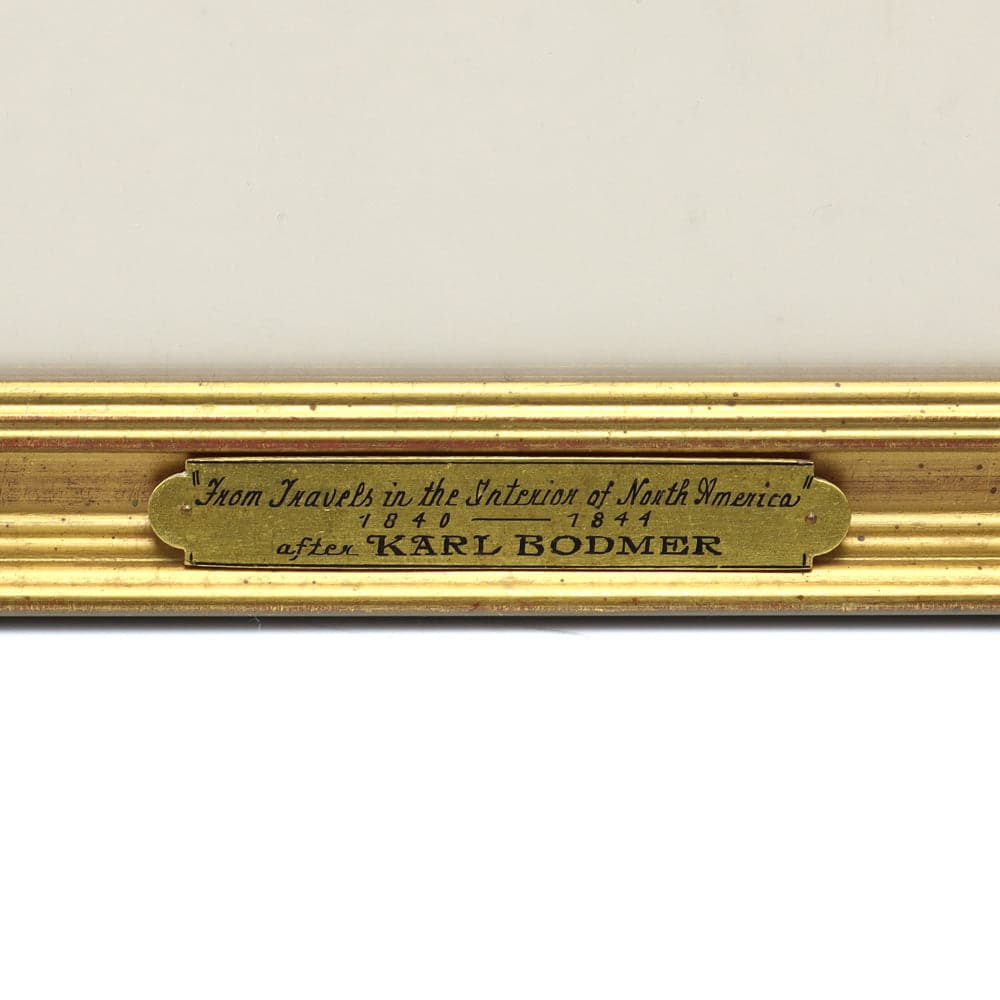 "From Travels in the Interior of North America"
1840 — 1844
after KARL BODMER